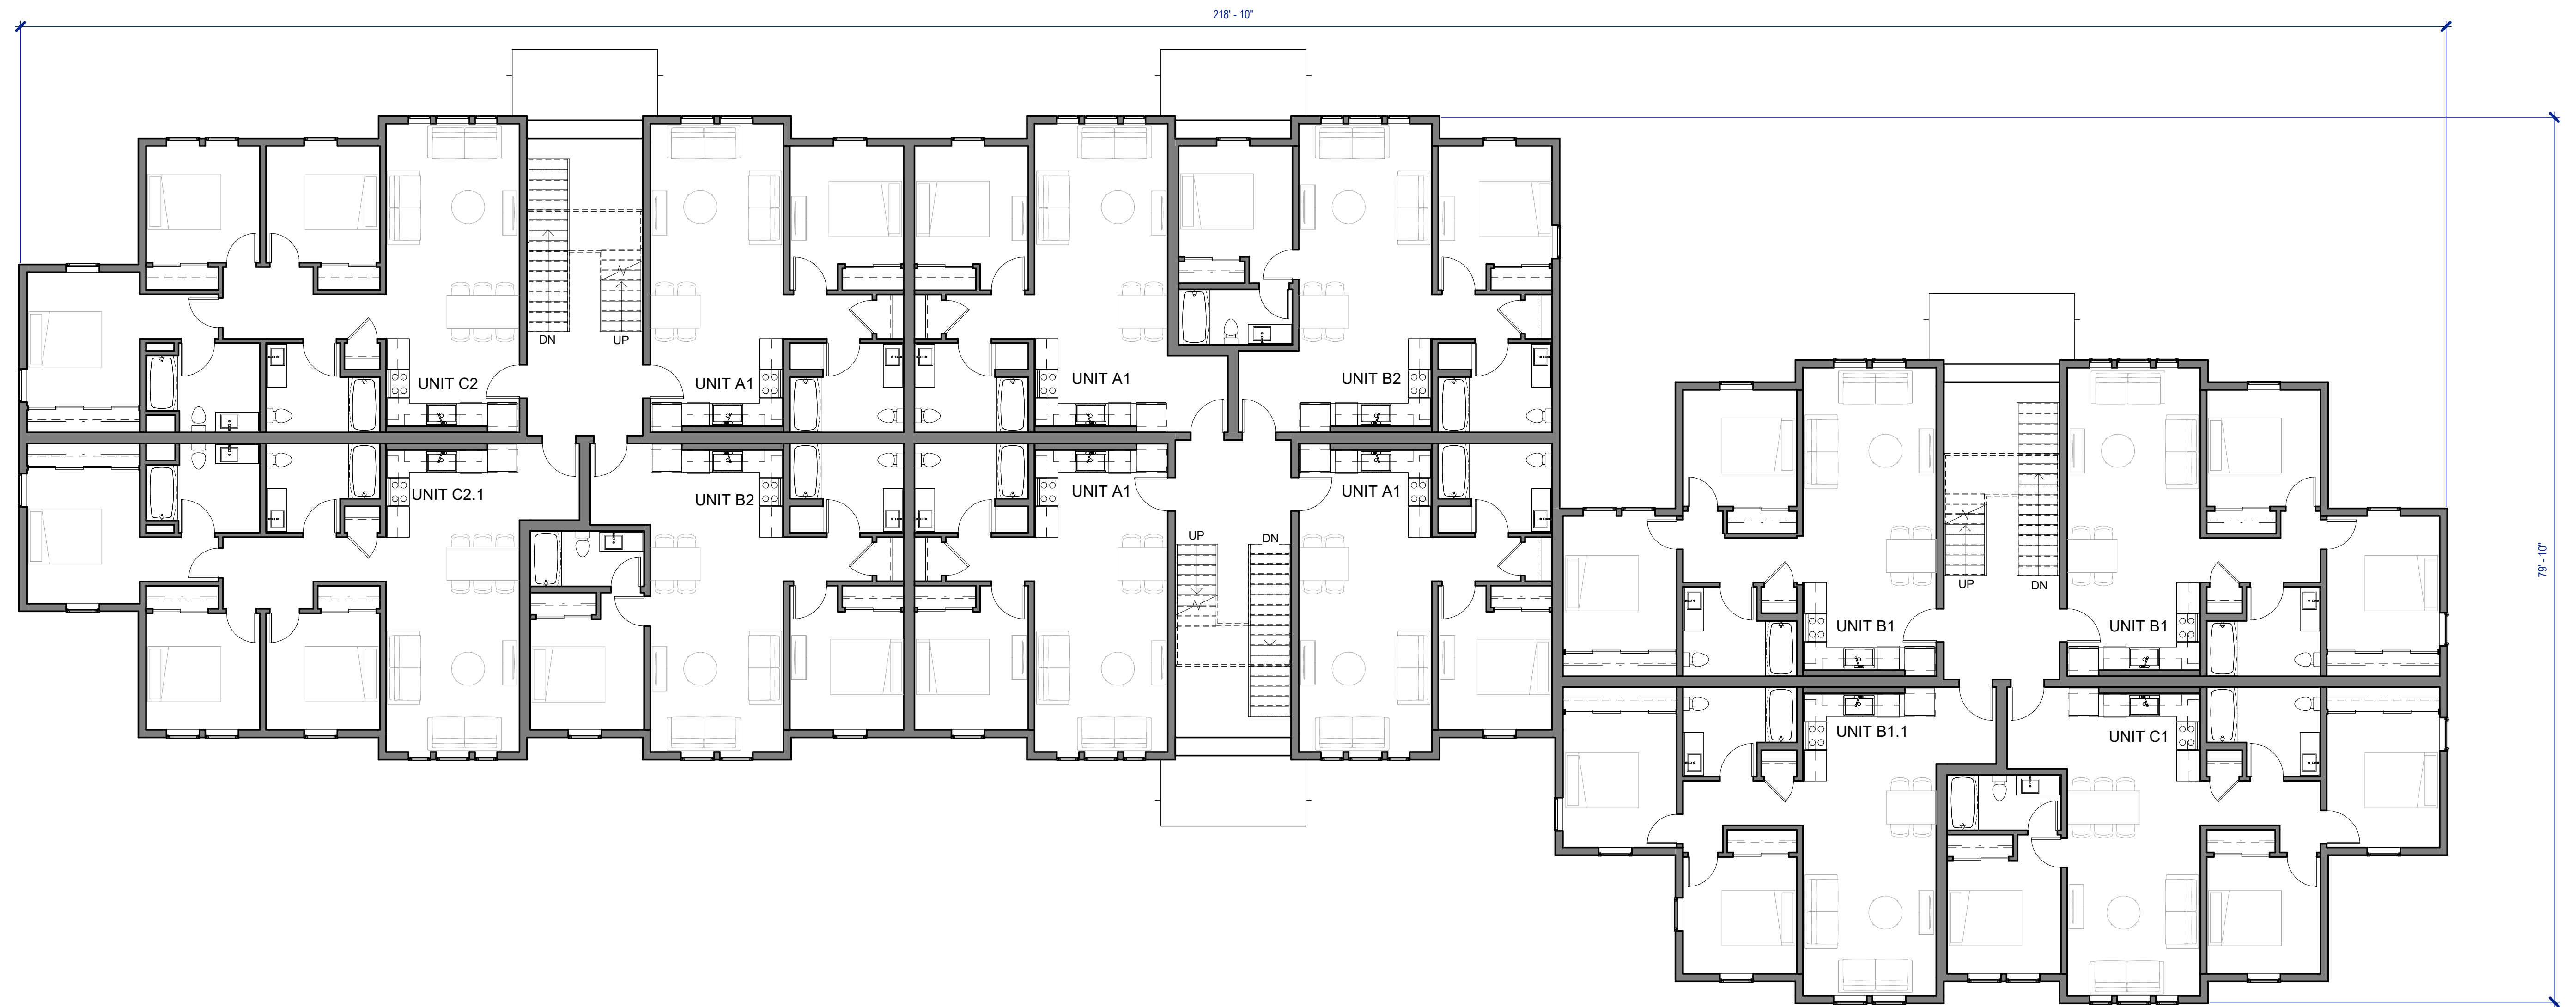 218' - 10"
DN
UP
UNIT C2
UNIT A1
UNIT A1
UNIT B2
UNIT C2.1
UNIT B2
UNIT A1
UNIT A1
UP
DN
79' - 10"
UP
DN
UNIT B1
UNIT B1
UNIT B1.1
UNIT C1